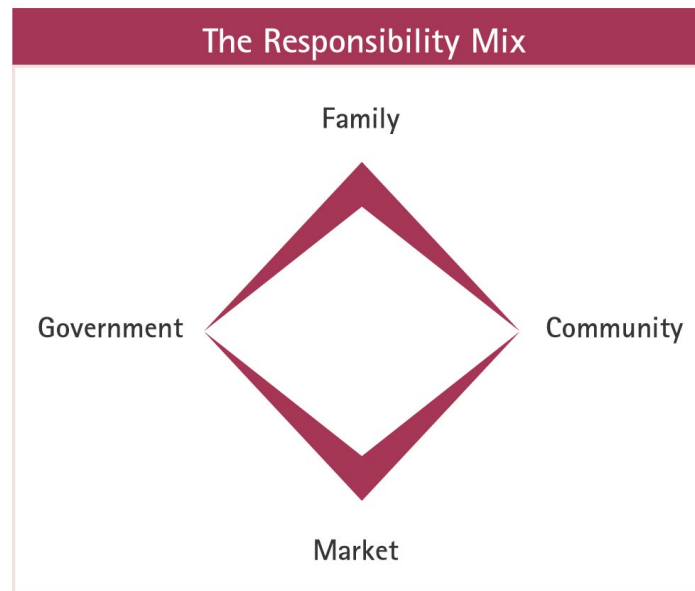 The Responsibility Mix
Family
Government
Community
Market